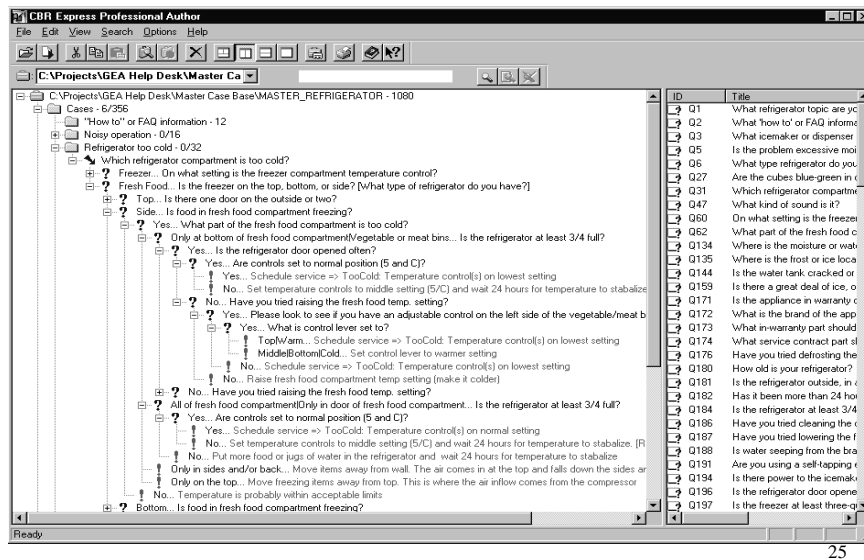 CBR Express Professional Author
File Edit View Search Options Help
C:\Projects\GEA Help Desk\Master Ca
C:\Projects\GEA Help Desk\Master Case Base\MASTER_REFRIGERATOR - 1080
Cases - 6/356
"How to" or FAQ information - 12
Noisy operation - 0/16
Refrigerator too cold - 0/32
Which refrigerator compartment is too cold?
Freezer... On what setting is the freezer compartment temperature control?
Fresh Food... Is the freezer on the top, bottom, or side? [What type of refrigerator do you have?]
Top... Is there one door on the outside or two?
Side... Is food in fresh food compartment freezing?
Yes... What part of the fresh food compartment is too cold?
Only at bottom of fresh food compartment|Vegetable or meat bins... Is the refrigerator at least 3/4 full?
Yes... Is the refrigerator door opened often?
Yes... Are controls set to normal position (5 and C)?
Yes... Schedule service => TooCold: Temperature control(s) on lowest setting
No... Set temperature controls to middle setting (5/C) and wait 24 hours for temperature to stabalize
No... Have you tried raising the fresh food temp. setting?
Yes... Please look to see if you have an adjustable control on the left side of the vegetable/meat b
Yes... What is control lever set to?
Top|Warm... Schedule service => TooCold: Temperature control(s) on lowest setting
Middle|Bottom|Cold... Set control lever to warmer setting
No... Schedule service => TooCold: Temperature control(s) on lowest setting
No... Raise fresh food compartment temp setting (make it colder)
No... Have you tried raising the fresh food temp. setting?
All of fresh food compartment|Only in door of fresh food compartment... Is the refrigerator at least 3/4 full?
Yes... Are controls set to normal position (5 and C)?
Yes... Schedule service => TooCold: Temperature control(s) on normal setting
No... Set temperature controls to middle setting (5/C) and wait 24 hours for temperature to stabalize. [R
No... Put more food or jugs of water in the refrigerator and wait 24 hours for temperature to stabalize
Only in sides and/or back... Move items away from wall. The air comes in at the top and falls down the sides ar
Only on the top... Move freezing items away from top. This is where the air inflow comes from the compressor
No... Temperature is probably within acceptable limits
Bottom... Is food in fresh food compartment freezing?
ID Title
Q1 What refrigerator topic are yo
Q2 What 'how to' or FAQ informa
Q3 What icemaker or dispenser
Q5 Is the problem excessive moi
Q6 What type refrigerator do you
Q27 Are the cubes blue-green in c
Q31 Which refrigerator compartme
Q47 What kind of sound is it?
Q60 On what setting is the freezer
Q62 What part of the fresh food c
Q134 Where is the moisture or wate
Q135 Where is the frost or ice loca
Q144 Is the water tank cracked or
Q159 Is there a great deal of ice, o
Q171 Is the appliance in warranty o
Q172 What is the brand of the app
Q173 What in-warranty part should
Q174 What service contract part sh
Q176 Have you tried defrosting the
Q180 How old is your refrigerator?
Q181 Is the refrigerator outside, in a
Q182 Has it been more than 24 hou
Q184 Is the refrigerator at least 3/4
Q186 Have you tried cleaning the c
Q187 Have you tried lowering the f
Q188 Is water seeping from the bra
Q191 Are you using a self-tapping
Q194 Is there power to the icemak
Q196 Is the refrigerator door opene
Q197 Is the freezer at least three-q
Ready
25